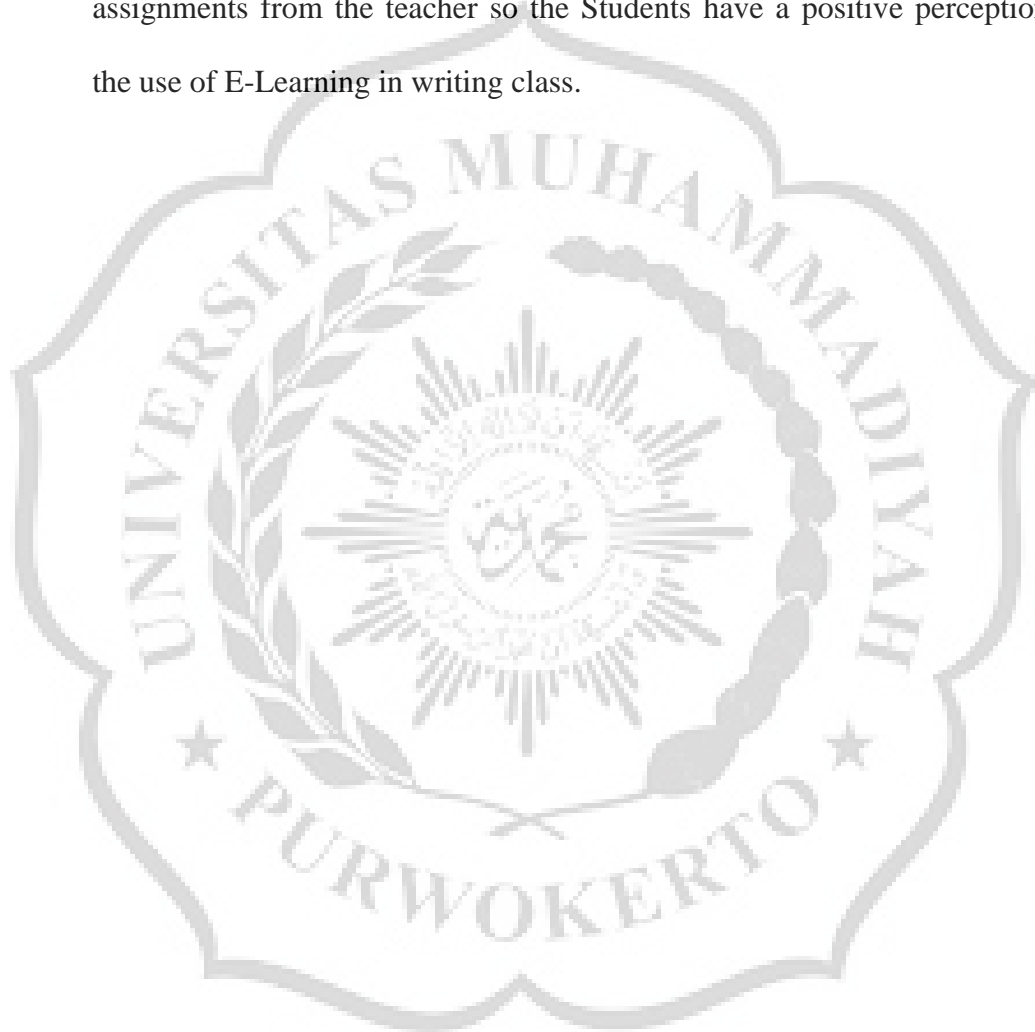 assignments from the teacher so the Students have a positive perception
the use of E-Learning in writing class.
UNIVERSITAS MUHAMMADIYAH
PURWOKERTO